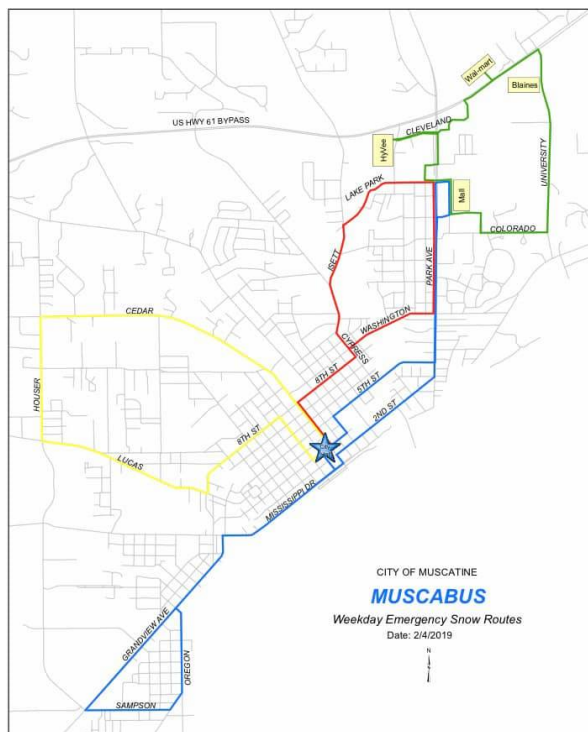 Wal-mart
Blaines
US HWY 61 BYPASS
CLEVELAND
HyVee
UNIVERSITY
LAKE PARK
Mall
COLORADO
ISETT
PARK AVE
CEDAR
WASHINGTON
CYPRESS
8TH ST
5TH ST
HOUSER
2ND ST
8TH ST
LUCAS
MISSISSIPPI DR
CITY OF MUSCATINE
MUSCABUS
Weekday Emergency Snow Routes
Date: 2/4/2019
N
GRANDVIEW AVE
OREGON
SAMPSON